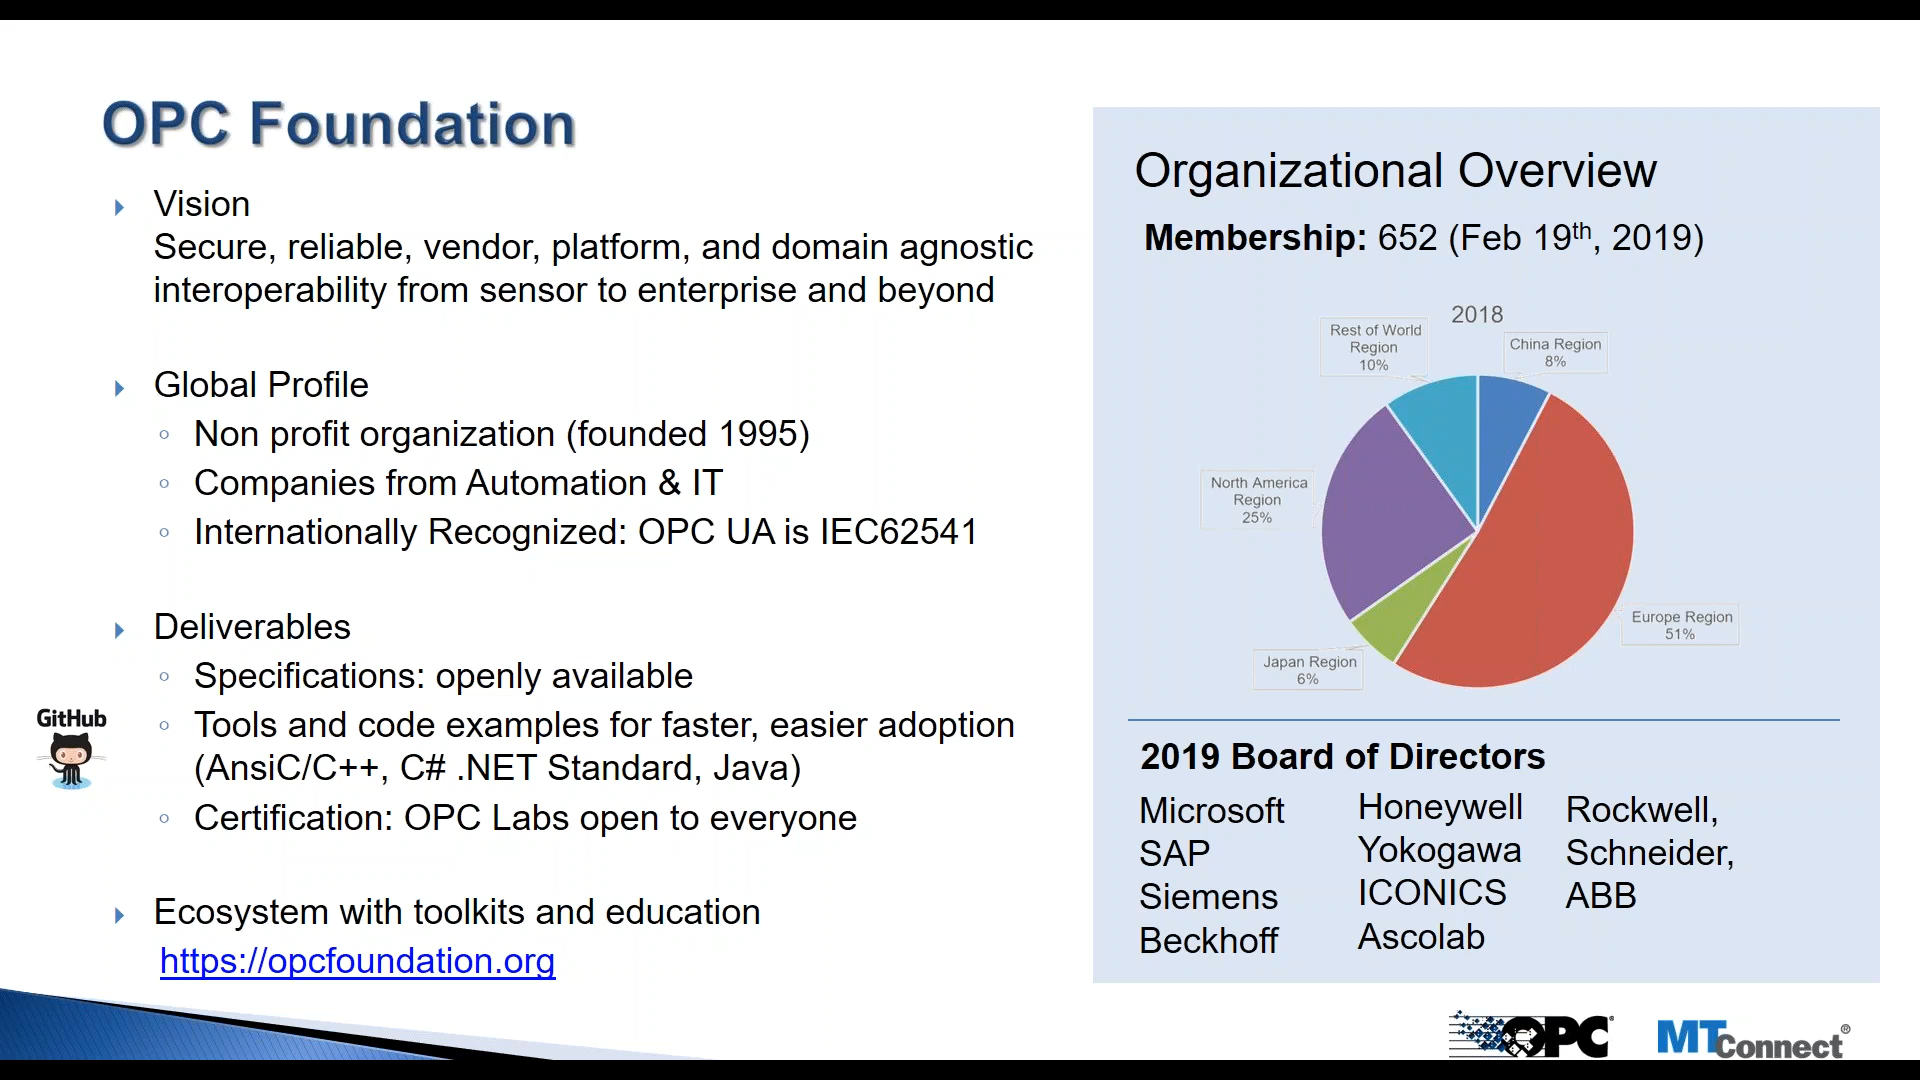 OPC Foundation
Vision
Secure, reliable, vendor, platform, and domain agnostic
interoperability from sensor to enterprise and beyond
Global Profile
Non profit organization (founded 1995)
Companies from Automation & IT
Internationally Recognized: OPC UA is IEC62541
Deliverables
Specifications: openly available
GitHub
Tools and code examples for faster, easier adoption
(AnsiC/C++, C# .NET Standard, Java)
Certification: OPC Labs open to everyone
Ecosystem with toolkits and education
https://opcfoundation.org
Organizational Overview
Membership: 652 (Feb 19th, 2019)
2018
Rest of World
Region
10%
China Region
8%
North America
Region
25%
Europe Region
51%
Japan Region
6%
2019 Board of Directors
Microsoft
SAP
Siemens
Beckhoff
Honeywell
Yokogawa
ICONICS
Ascolab
Rockwell,
Schneider,
ABB
OPC
MTConnect®